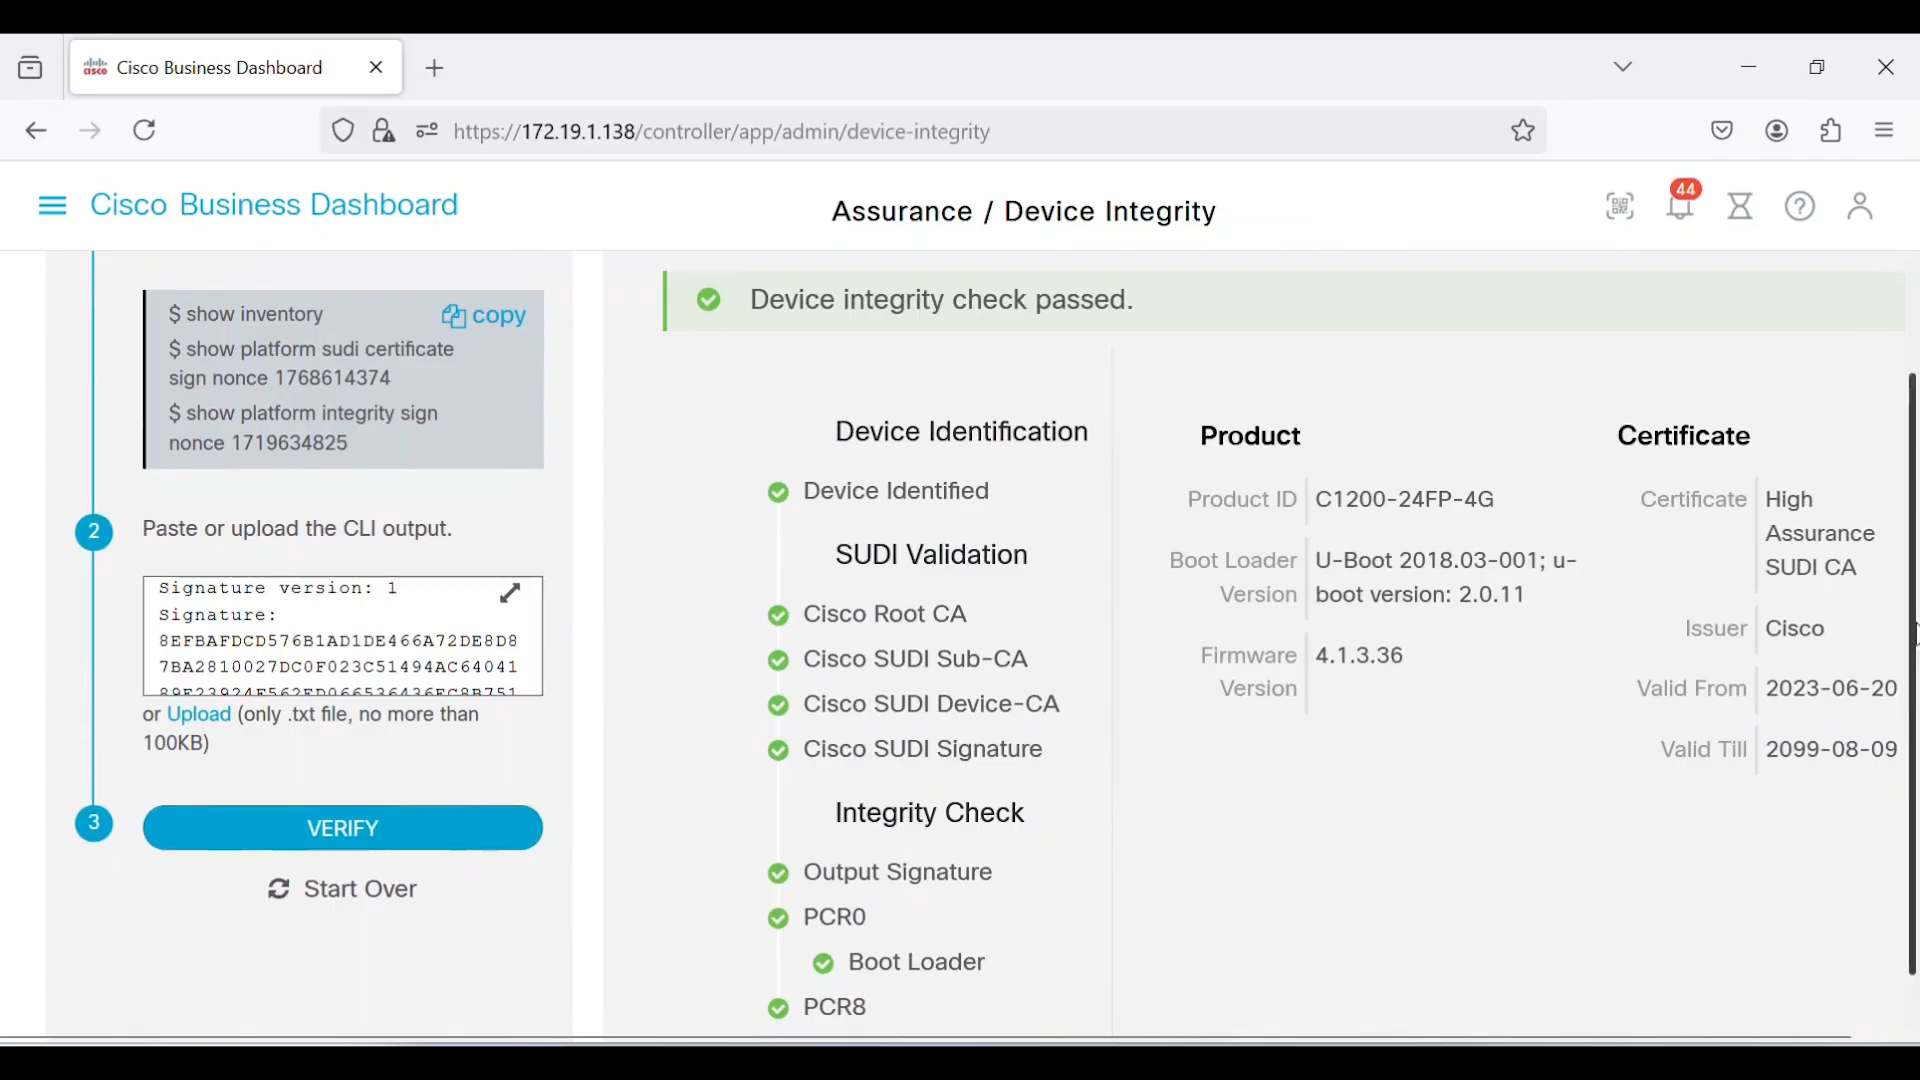 Cisco Business Dashboard
https://172.19.1.138/controller/app/admin/device-integrity
Cisco Business Dashboard
Assurance / Device Integrity
44
$ show inventory
copy
$ show platform sudi certificate
sign nonce 1768614374
$ show platform integrity sign
nonce 1719634825
2
Paste or upload the CLI output.
Signature version: 1
Signature:
8EFBAFDCD576B1AD1DE466A72DE8D8
7BA2810027DC0F023C51494AC64041
or Upload (only .txt file, no more than
100KB)
3
VERIFY
Start Over
Device integrity check passed.
Device Identification
Device Identified
SUDI Validation
Cisco Root CA
Cisco SUDI Sub-CA
Cisco SUDI Device-CA
Cisco SUDI Signature
Integrity Check
Output Signature
PCR0
Boot Loader
PCR8
Product
Product ID C1200-24FP-4G
Boot Loader U-Boot 2018.03-001; u-
Version boot version: 2.0.11
Firmware 4.1.3.36
Version
Certificate
Certificate High
Assurance
SUDI CA
Issuer Cisco
Valid From 2023-06-20
Valid Till 2099-08-09